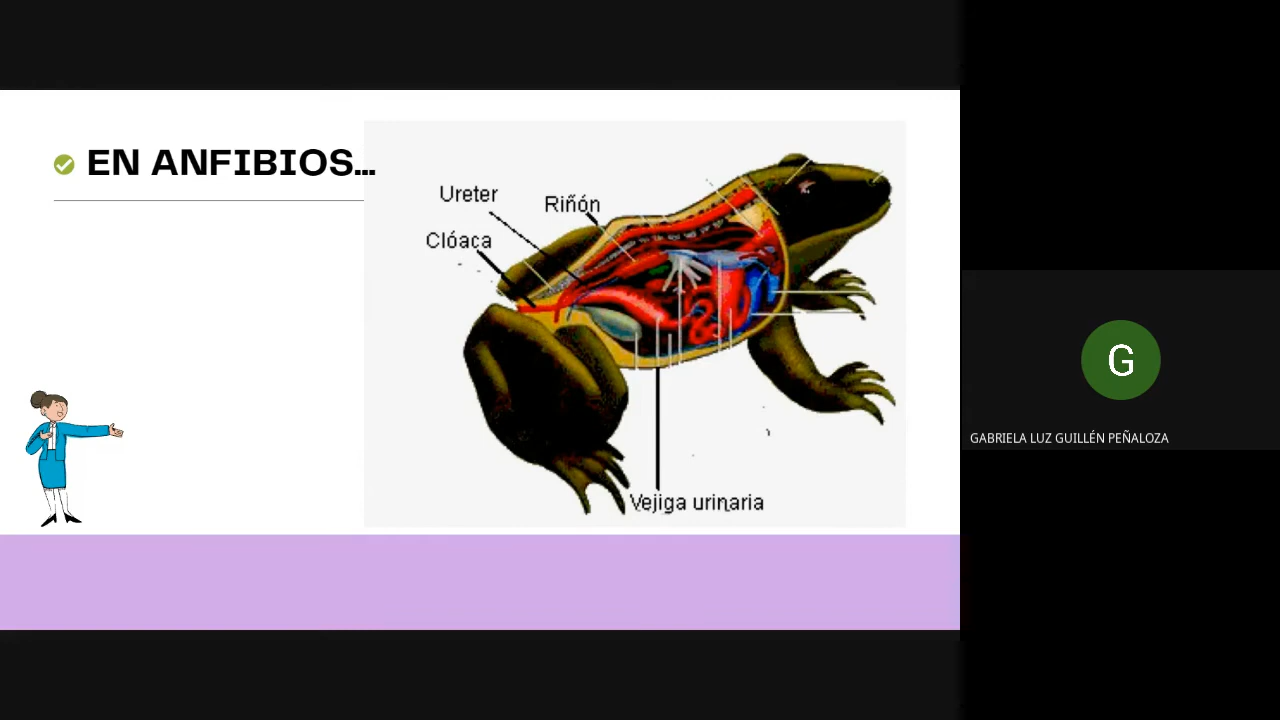 EN ANFIBIOS...
Ureter
Riñón
Clóaca
Vejiga urinaria
G
GABRIELA LUZ GUILLÉN PEÑALOZA